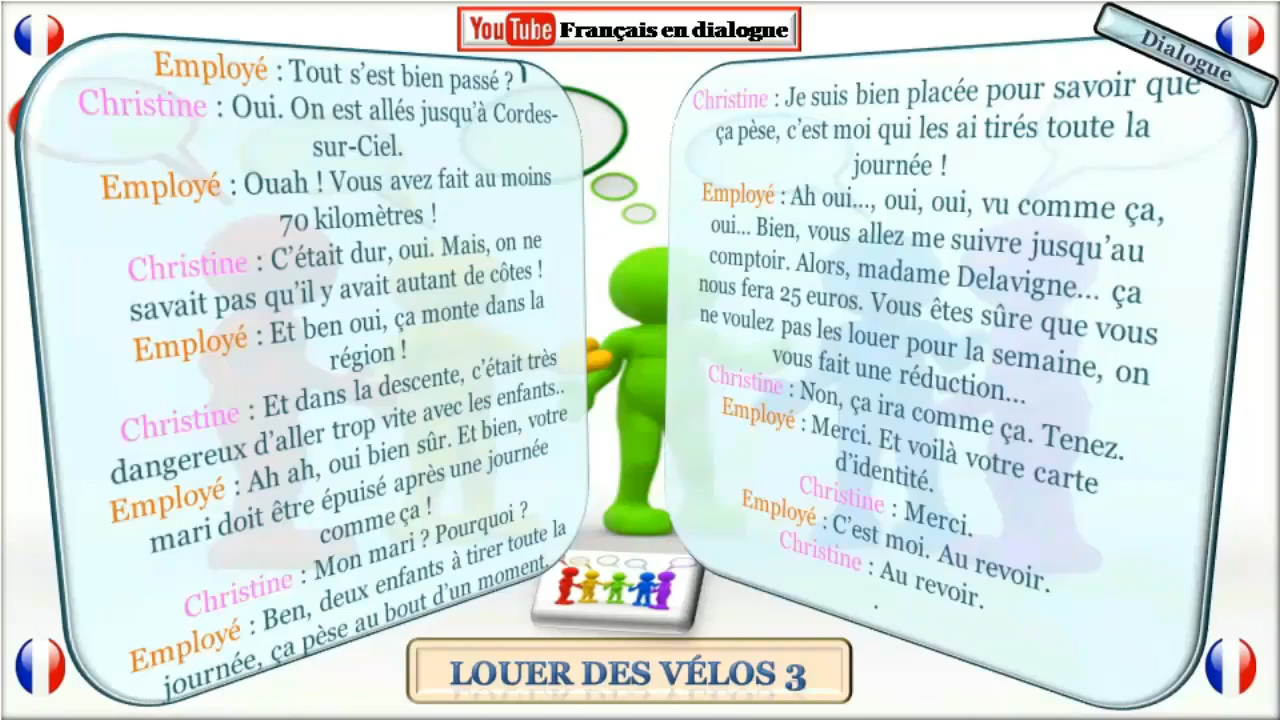 YouTube Français en dialogue
Dialogue
Employé : Tout s'est bien passé ?
Christine : Oui. On est allés jusqu'à Cordes-
sur-Ciel.
Employé : Ouah ! Vous avez fait au moins
70 kilomètres !
Christine : C'était dur, oui. Mais, on ne
savait pas qu'il y avait autant de côtes !
Employé : Et ben oui, ça monte dans la
région !
Christine : Et dans la descente, c'était très
dangereux d'aller trop vite avec les enfants..
Employé : Ah ah, oui bien sûr. Et bien, votre
mari doit être épuisé après une journée
comme ça !
Christine : Mon mari ? Pourquoi ?
Employé : Ben, deux enfants à tirer toute la
journée, ça pèse au bout d'un moment.
Christine : Je suis bien placée pour savoir que
ça pèse, c'est moi qui les ai tirés toute la
journée !
Employé : Ah oui..., oui, oui, vu comme ça,
oui... Bien, vous allez me suivre jusqu'au
comptoir. Alors, madame Delavigne... ça
nous fera 25 euros. Vous êtes sûre que vous
ne voulez pas les louer pour la semaine, on
vous fait une réduction...
Christine : Non, ça ira comme ça. Tenez.
Employé : Merci. Et voilà votre carte
d'identité.
Christine : Merci.
Employé : C'est moi. Au revoir.
Christine : Au revoir.
.
LOUER DES VÉLOS 3